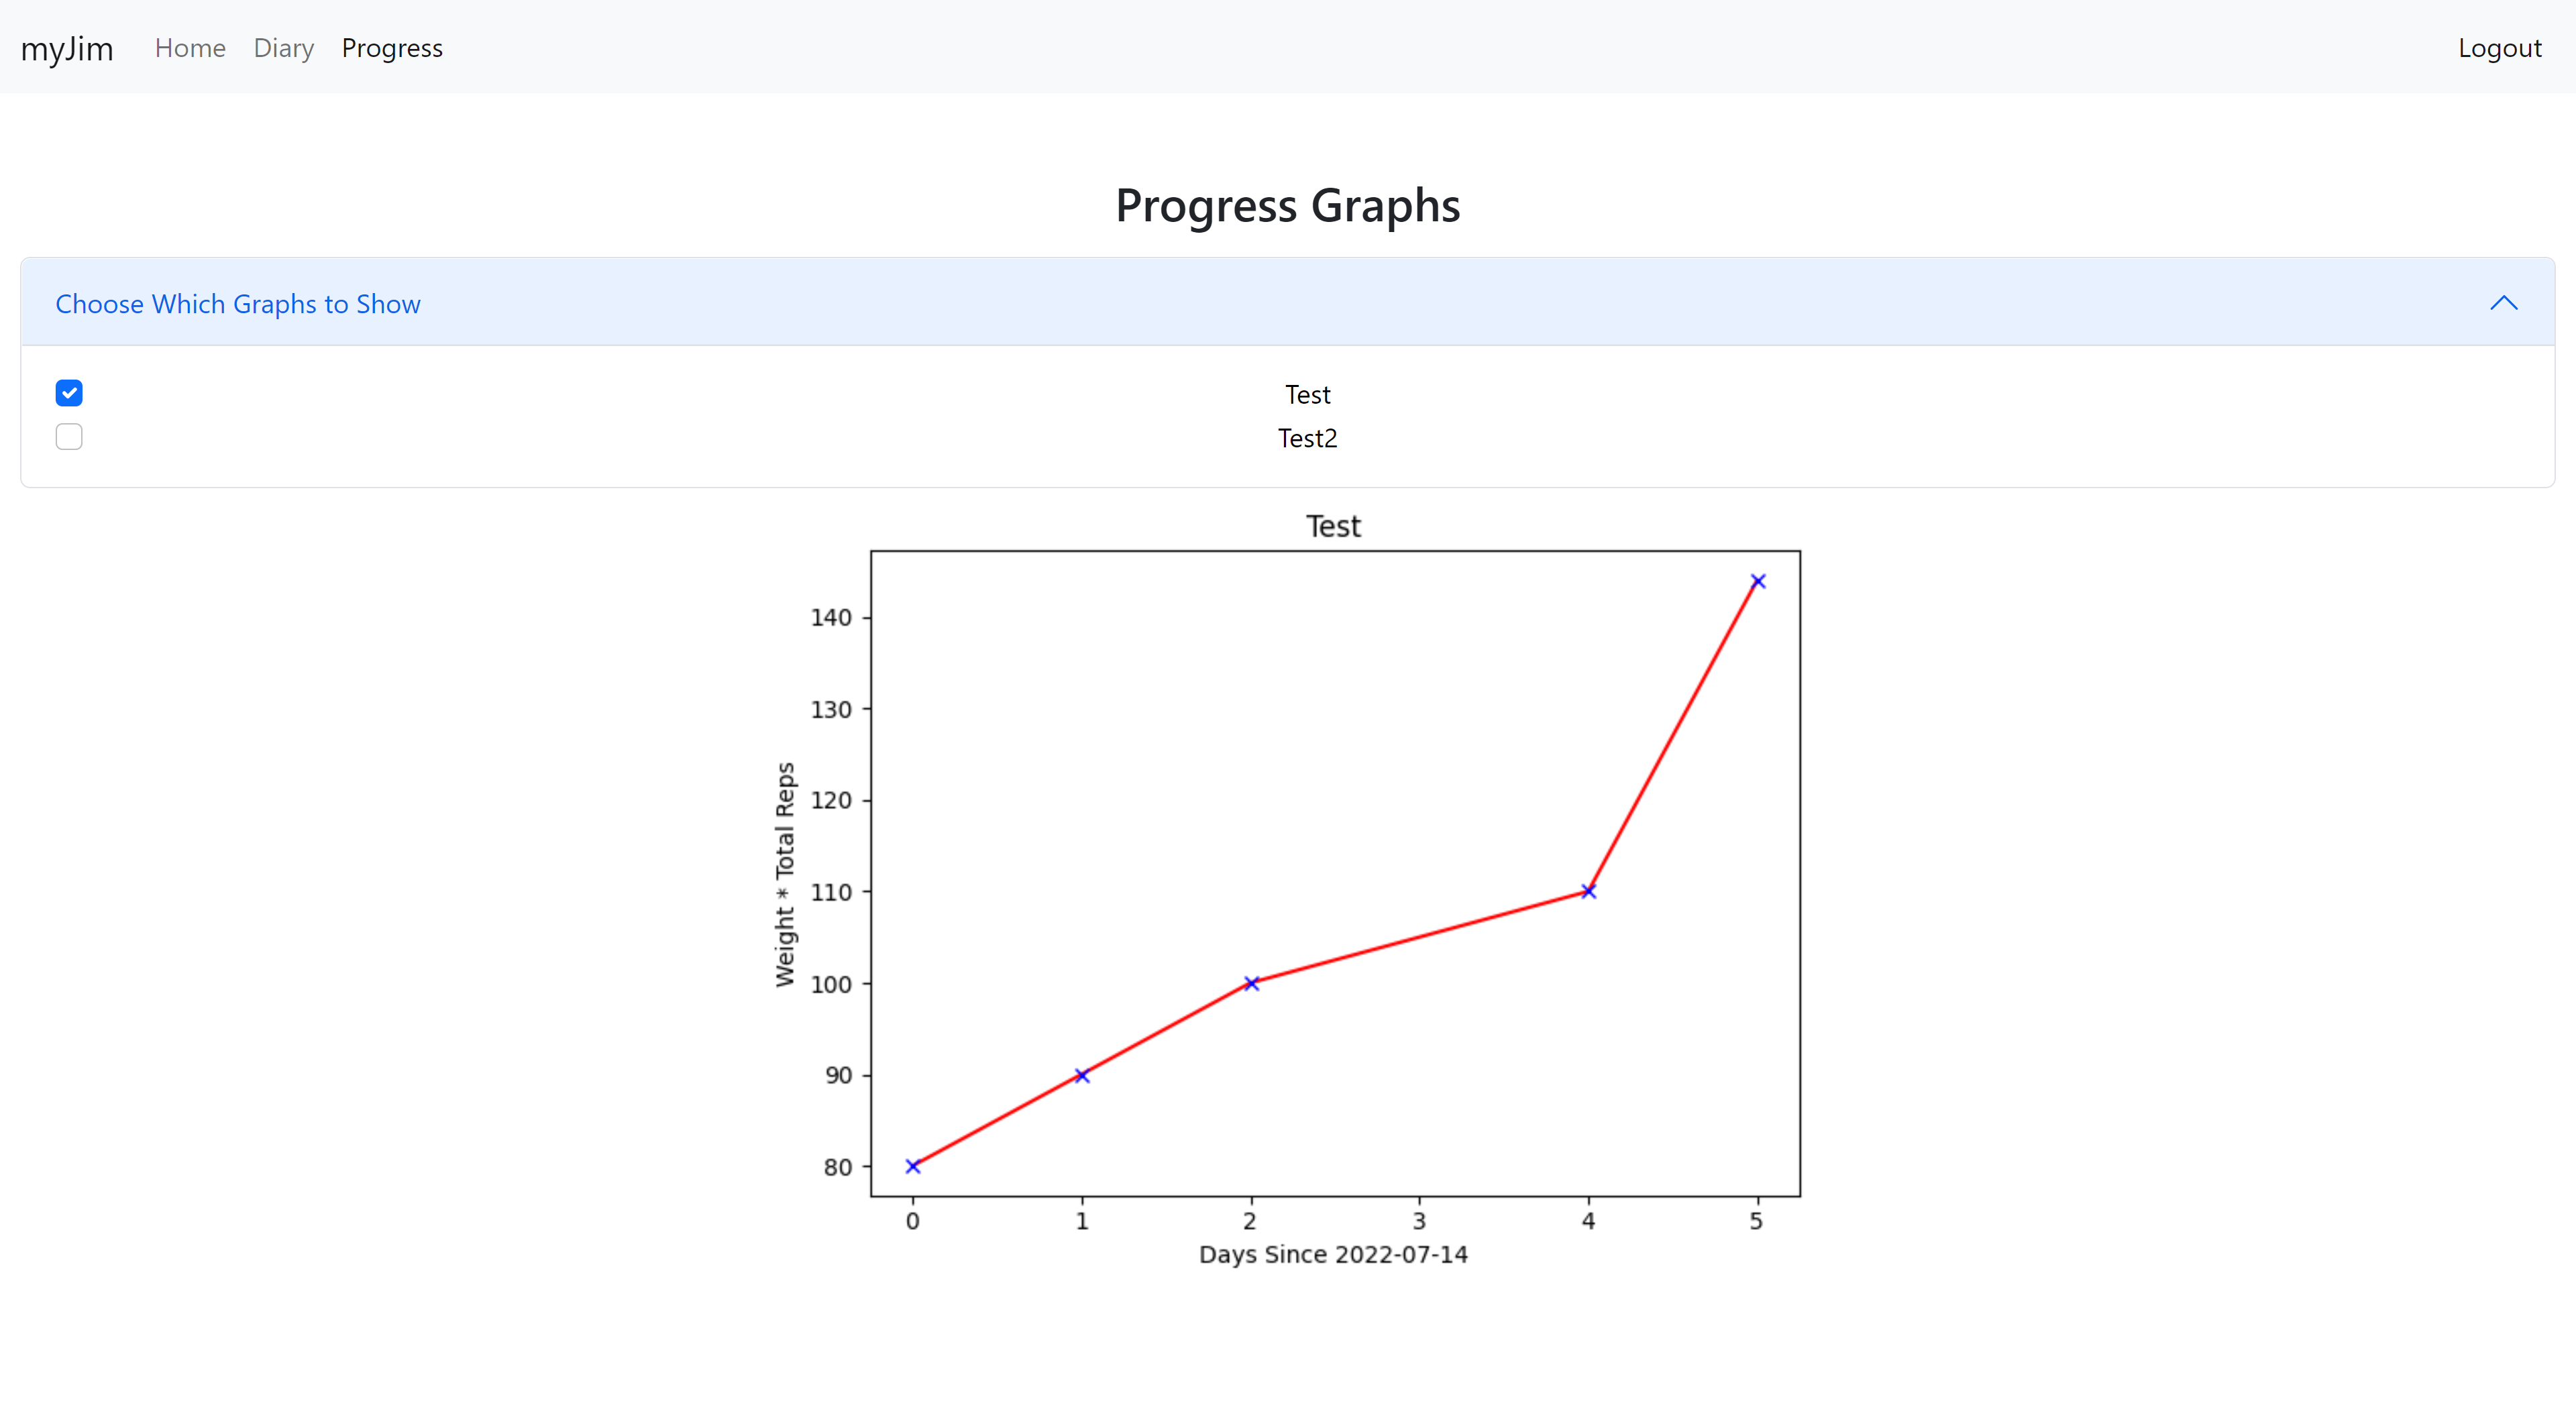 myJim Home Diary Progress Logout
Progress Graphs
Choose Which Graphs to Show
Test
Test2
Test
140
130
120
110
100
90
80
Weight * Total Reps
0 1 2 3 4 5
Days Since 2022-07-14